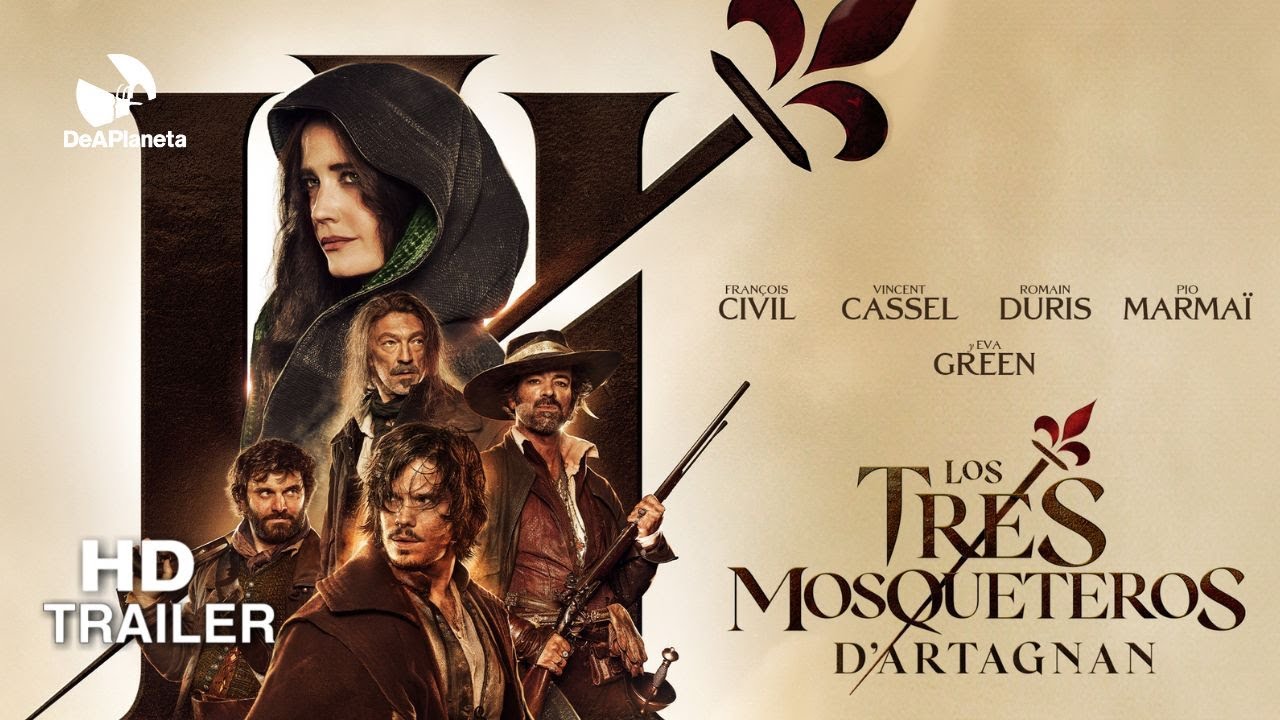 DeAPlaneta
FRANÇOIS CIVIL
VINCENT CASSEL
ROMAIN DURIS
PIO MARMAÏ
y EVA GREEN
LOS
TRES
MOSQUETEROS
D'ARTAGNAN
HD
TRAILER